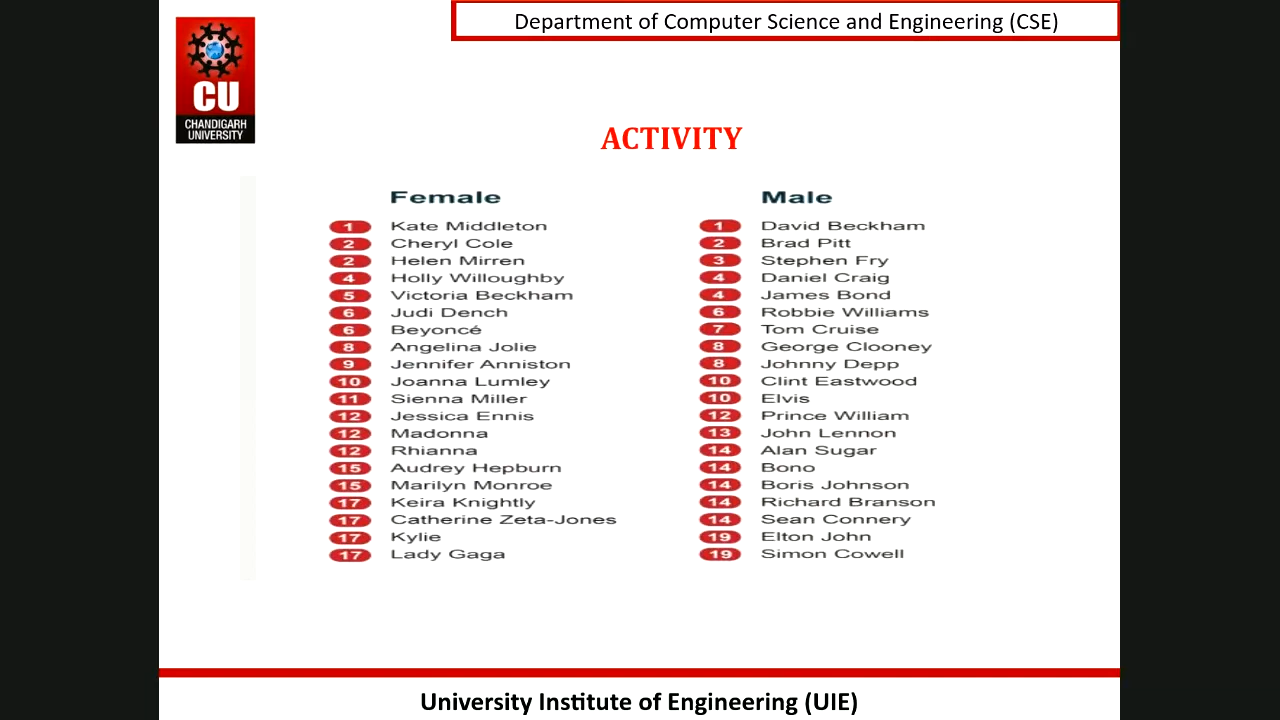 Department of Computer Science and Engineering (CSE)
CU
CHANDIGARH
UNIVERSITY
ACTIVITY
Female
1 Kate Middleton
2 Cheryl Cole
2 Helen Mirren
4 Holly Willoughby
5 Victoria Beckham
6 Judi Dench
6 Beyoncé
8 Angelina Jolie
9 Jennifer Anniston
10 Joanna Lumley
11 Sienna Miller
12 Jessica Ennis
12 Madonna
12 Rhianna
15 Audrey Hepburn
15 Marilyn Monroe
17 Keira Knightly
17 Catherine Zeta-Jones
17 Kylie
17 Lady Gaga
Male
1 David Beckham
2 Brad Pitt
3 Stephen Fry
4 Daniel Craig
4 James Bond
6 Robbie Williams
7 Tom Cruise
8 George Clooney
8 Johnny Depp
10 Clint Eastwood
10 Elvis
12 Prince William
13 John Lennon
14 Alan Sugar
14 Bono
14 Boris Johnson
14 Richard Branson
14 Sean Connery
19 Elton John
19 Simon Cowell
University Institute of Engineering (UIE)